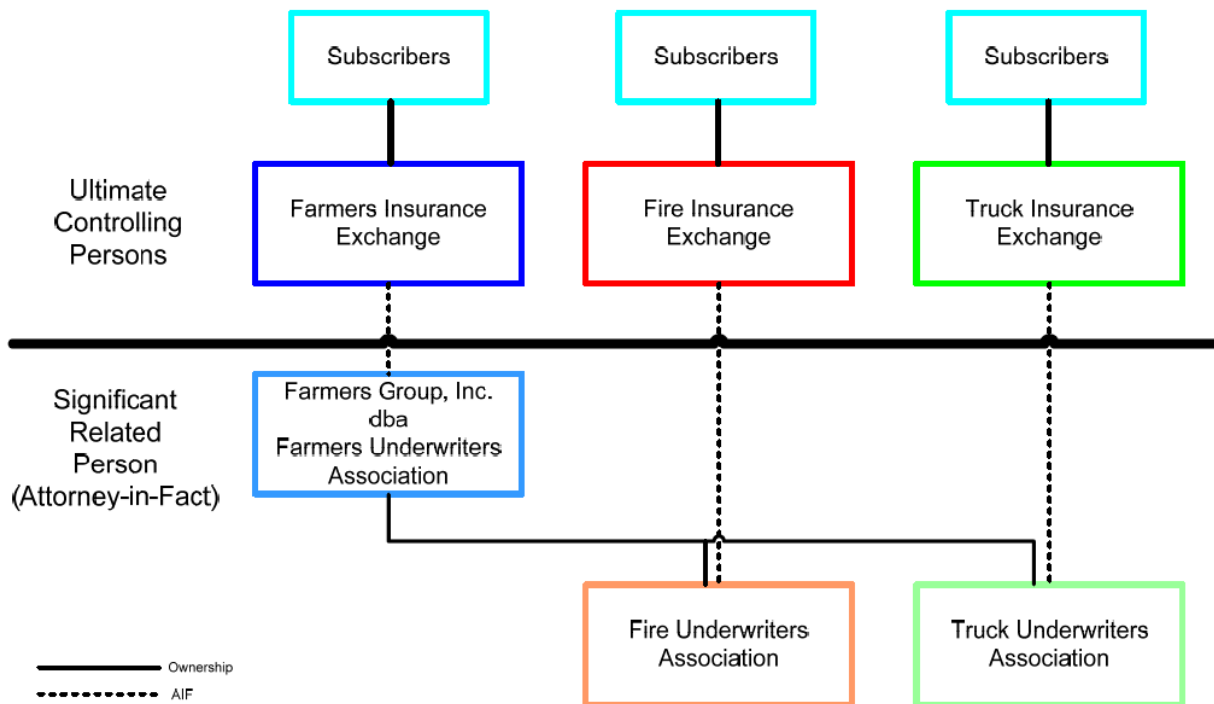 Subscribers
Subscribers
Subscribers
Ultimate
Controlling
Persons
Farmers Insurance
Exchange
Fire Insurance
Exchange
Truck Insurance
Exchange
Significant
Related
Person
(Attorney-in-Fact)
Farmers Group, Inc.
dba
Farmers Underwriters
Association
Fire Underwriters
Association
Truck Underwriters
Association
Ownership
AIF